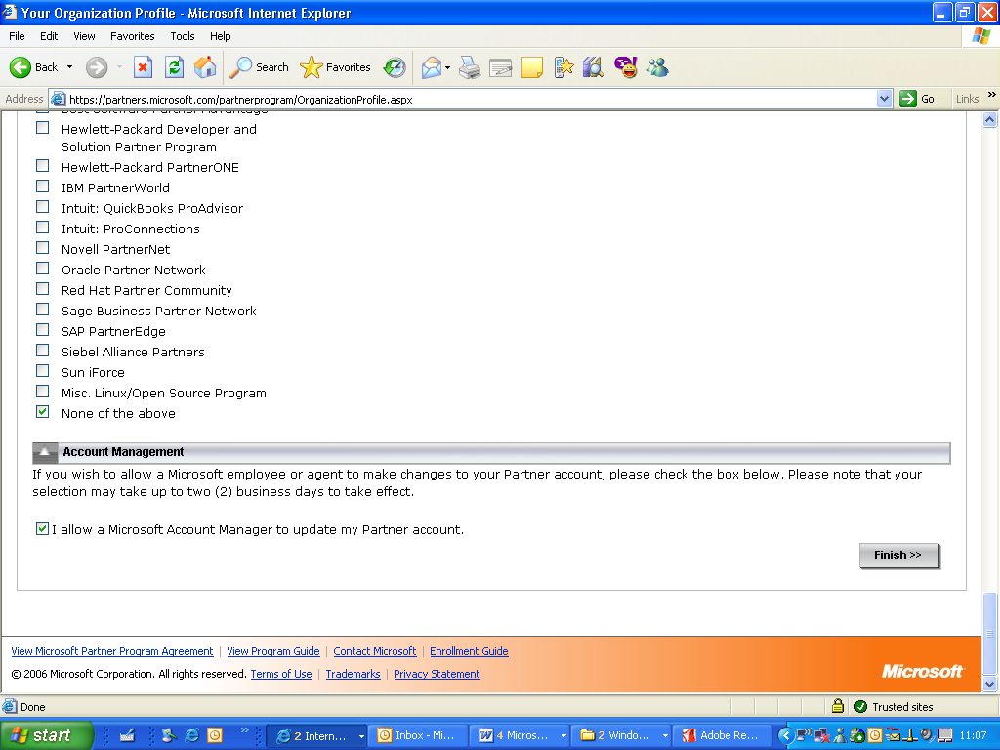 Your Organization Profile - Microsoft Internet Explorer
File Edit View Favorites Tools Help
Back Search Favorites
Address https://partners.microsoft.com/partnerprogram/OrganizationProfile.aspx Go Links »
Best Software Partner Advantage
Hewlett-Packard Developer and
Solution Partner Program
Hewlett-Packard PartnerONE
IBM PartnerWorld
Intuit: QuickBooks ProAdvisor
Intuit: ProConnections
Novell PartnerNet
Oracle Partner Network
Red Hat Partner Community
Sage Business Partner Network
SAP PartnerEdge
Siebel Alliance Partners
Sun iForce
Misc. Linux/Open Source Program
None of the above
Account Management
If you wish to allow a Microsoft employee or agent to make changes to your Partner account, please check the box below. Please note that your
selection may take up to two (2) business days to take effect.
I allow a Microsoft Account Manager to update my Partner account.
Finish >>
View Microsoft Partner Program Agreement | View Program Guide | Contact Microsoft | Enrollment Guide
© 2006 Microsoft Corporation. All rights reserved. Terms of Use | Trademarks | Privacy Statement
Microsoft
Done Trusted sites
start » 2 Intern... Inbox - Mi... 4 Micros... 2 Windo... Adobe Re... 11:07